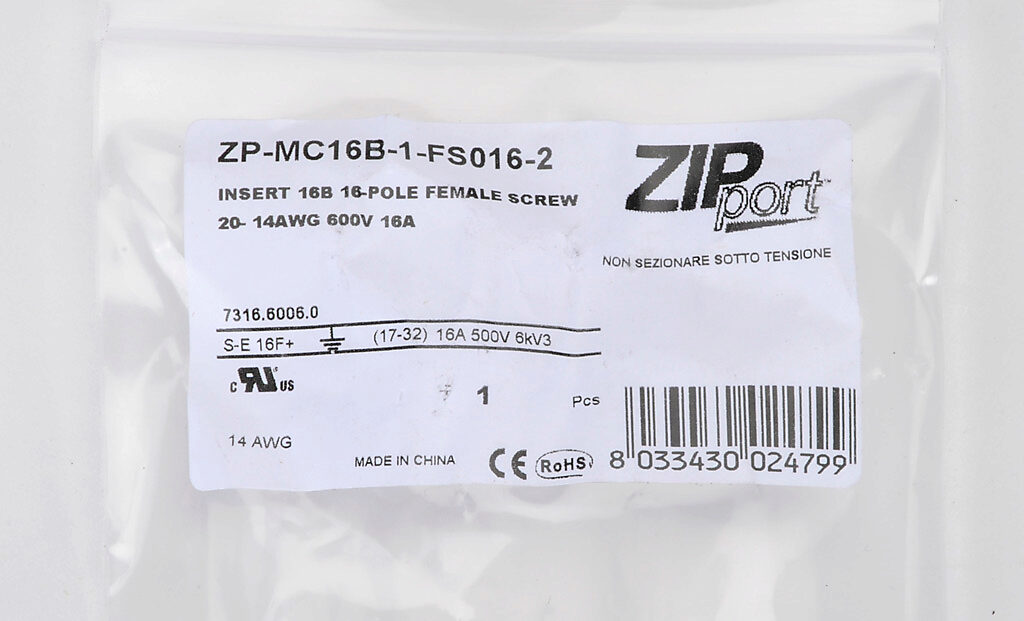 ZP-MC16B-1-FS016-2
INSERT 16B 16-POLE FEMALE SCREW
20- 14AWG 600V 16A
ZIPport™
NON SEZIONARE SOTTO TENSIONE
7316.6006.0
S-E 16F+ (17-32) 16A 500V 6kV3
c RU US
1 Pcs
14 AWG
MADE IN CHINA
CE RoHS
8 033430 024799